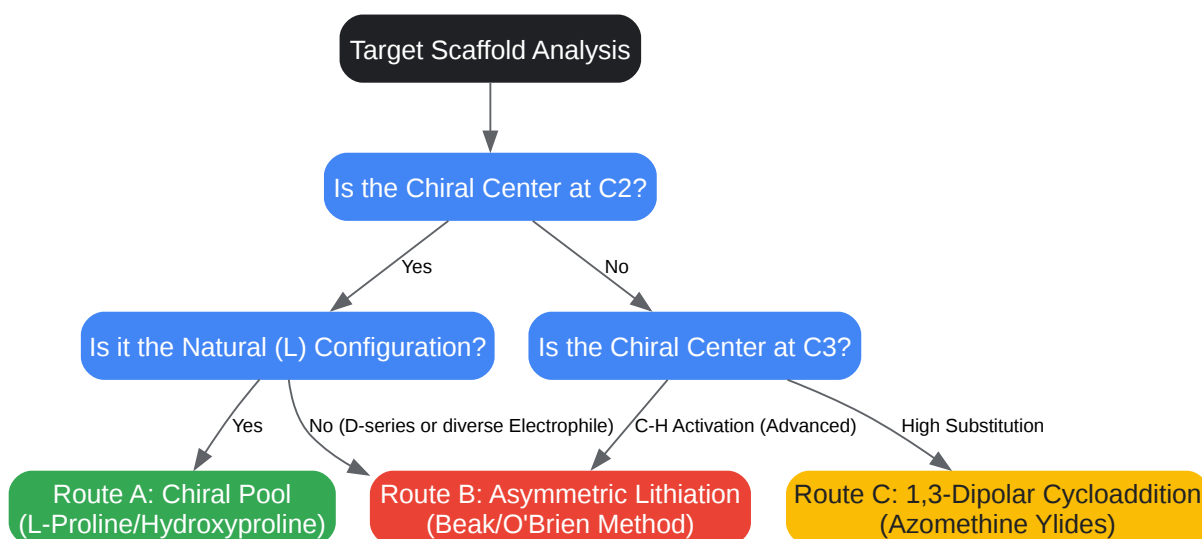 Target Scaffold Analysis
Is the Chiral Center at C2?
Yes
No
Is it the Natural (L) Configuration?
Is the Chiral Center at C3?
Yes
No (D-series or diverse Electrophile)
C-H Activation (Advanced)
High Substitution
Route A: Chiral Pool
(L-Proline/Hydroxyproline)
Route B: Asymmetric Lithiation
(Beak/O'Brien Method)
Route C: 1,3-Dipolar Cycloaddition
(Azomethine Ylides)